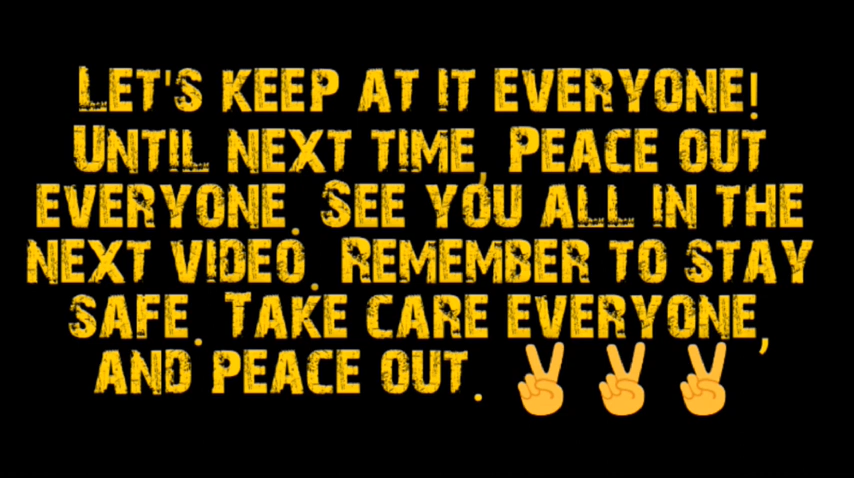 Let's keep at it everyone!
Until next time, Peace out
everyone. See you all in the
next video. Remember to stay
safe. Take care everyone,
and peace out. ✌️✌️✌️